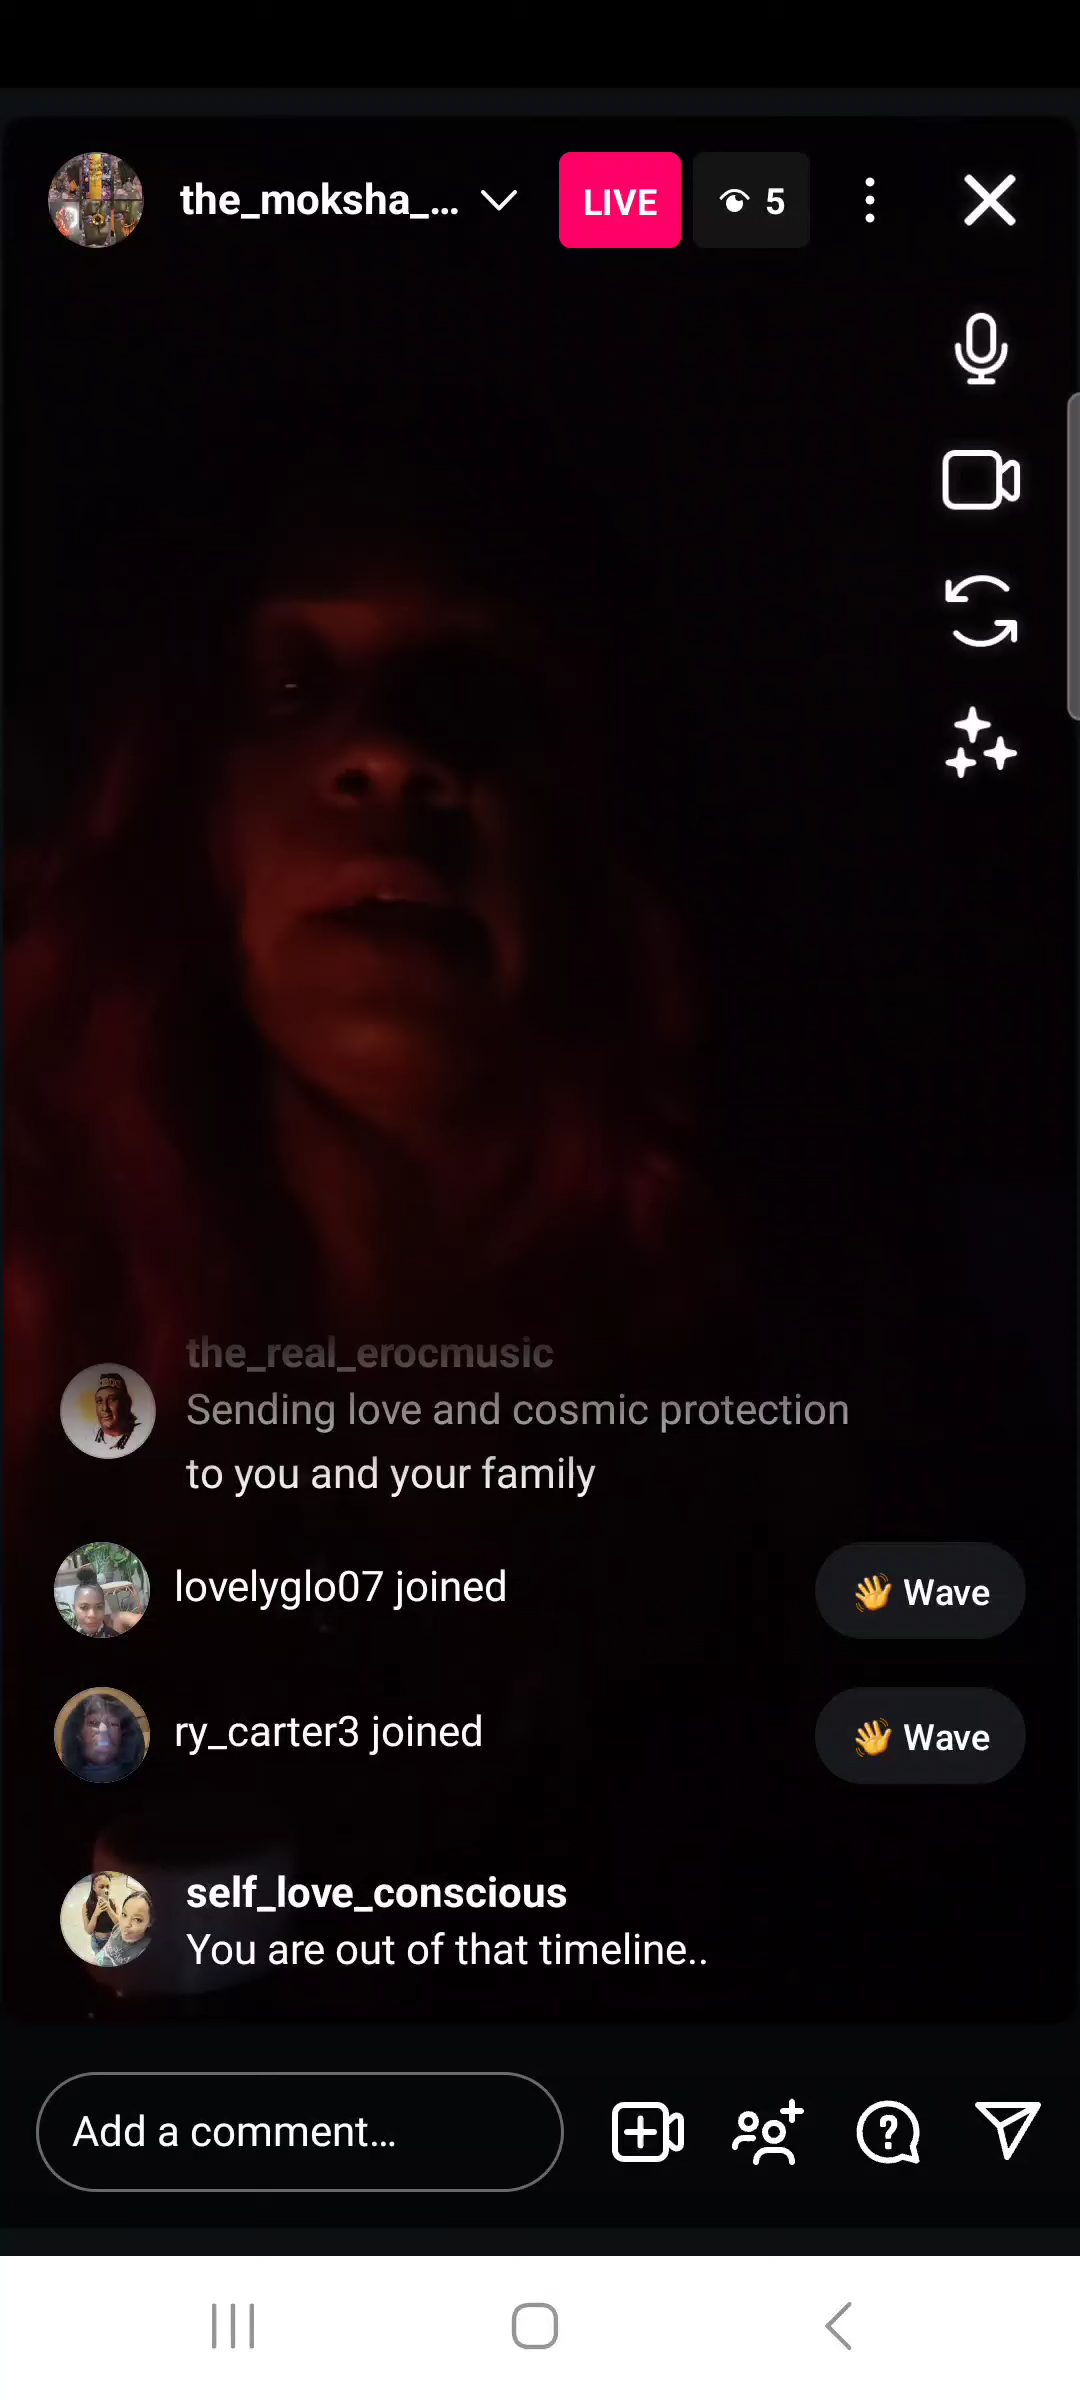 the_moksha_...
LIVE
5
the_real_erocmusic
Sending love and cosmic protection
to you and your family
lovelyglo07 joined
👋 Wave
ry_carter3 joined
👋 Wave
self_love_conscious
You are out of that timeline..
Add a comment...